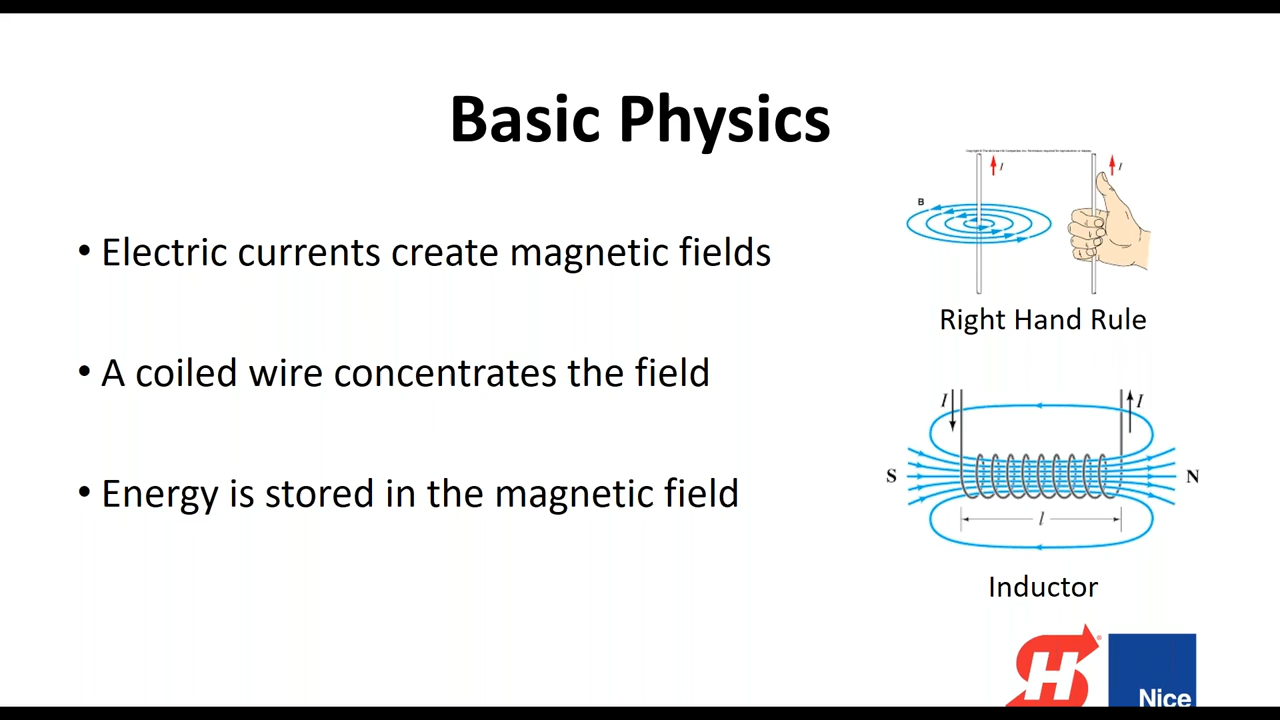 Basic Physics
• Electric currents create magnetic fields
• A coiled wire concentrates the field
• Energy is stored in the magnetic field
I
I
B
Right Hand Rule
I
I
S
N
l
Inductor
H
Nice